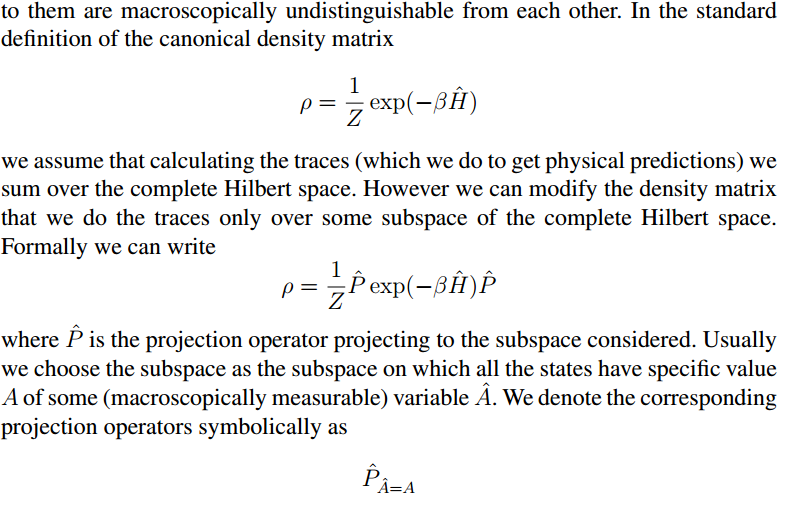 to them are macroscopically undistinguishable from each other. In the standard
definition of the canonical density matrix
ρ = 1/Z exp(−βĤ)
we assume that calculating the traces (which we do to get physical predictions) we
sum over the complete Hilbert space. However we can modify the density matrix
that we do the traces only over some subspace of the complete Hilbert space.
Formally we can write
ρ = 1/Z P̂ exp(−βĤ)P̂
where P̂ is the projection operator projecting to the subspace considered. Usually
we choose the subspace as the subspace on which all the states have specific value
A of some (macroscopically measurable) variable Â. We denote the corresponding
projection operators symbolically as
P̂_{Â=A}